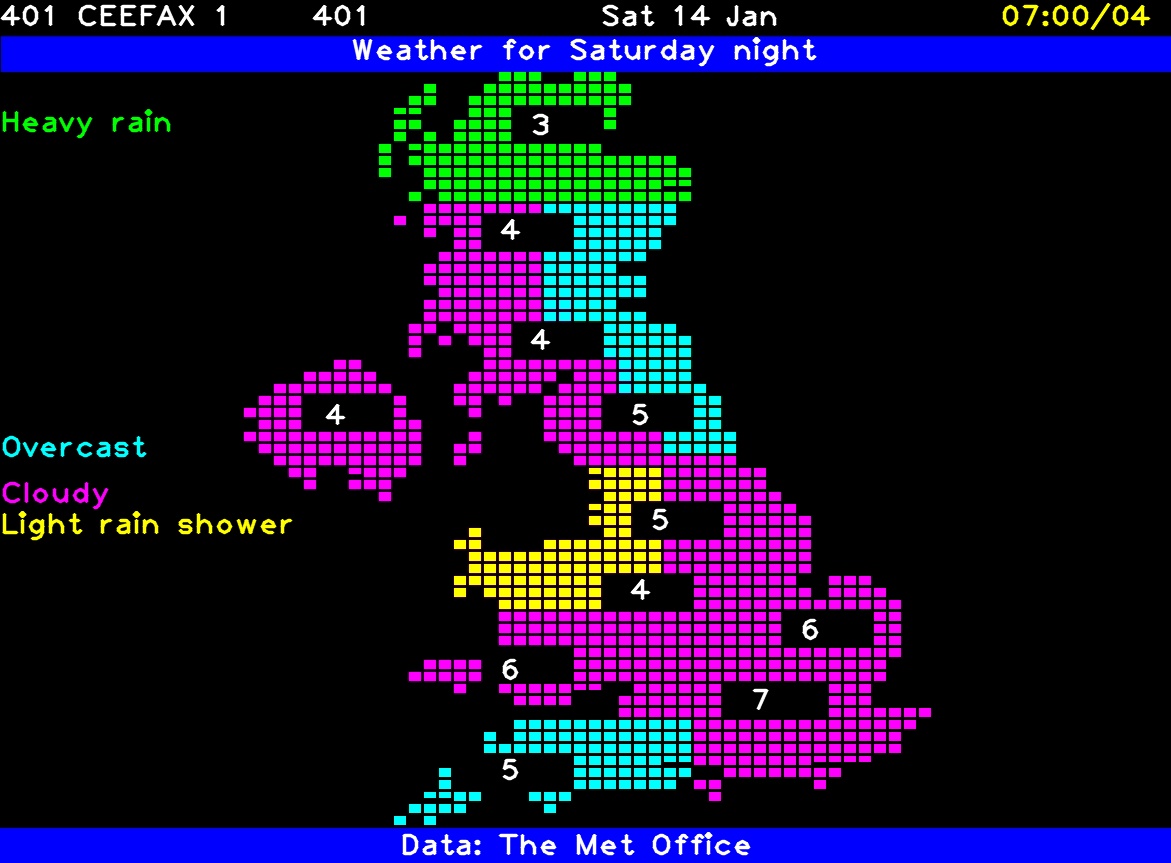 401 CEEFAX 1 401 Sat 14 Jan 07:00/04
Weather for Saturday night
Heavy rain
3
4
4
4
5
Overcast
Cloudy
Light rain shower
5
4
6
6
7
5
Data: The Met Office